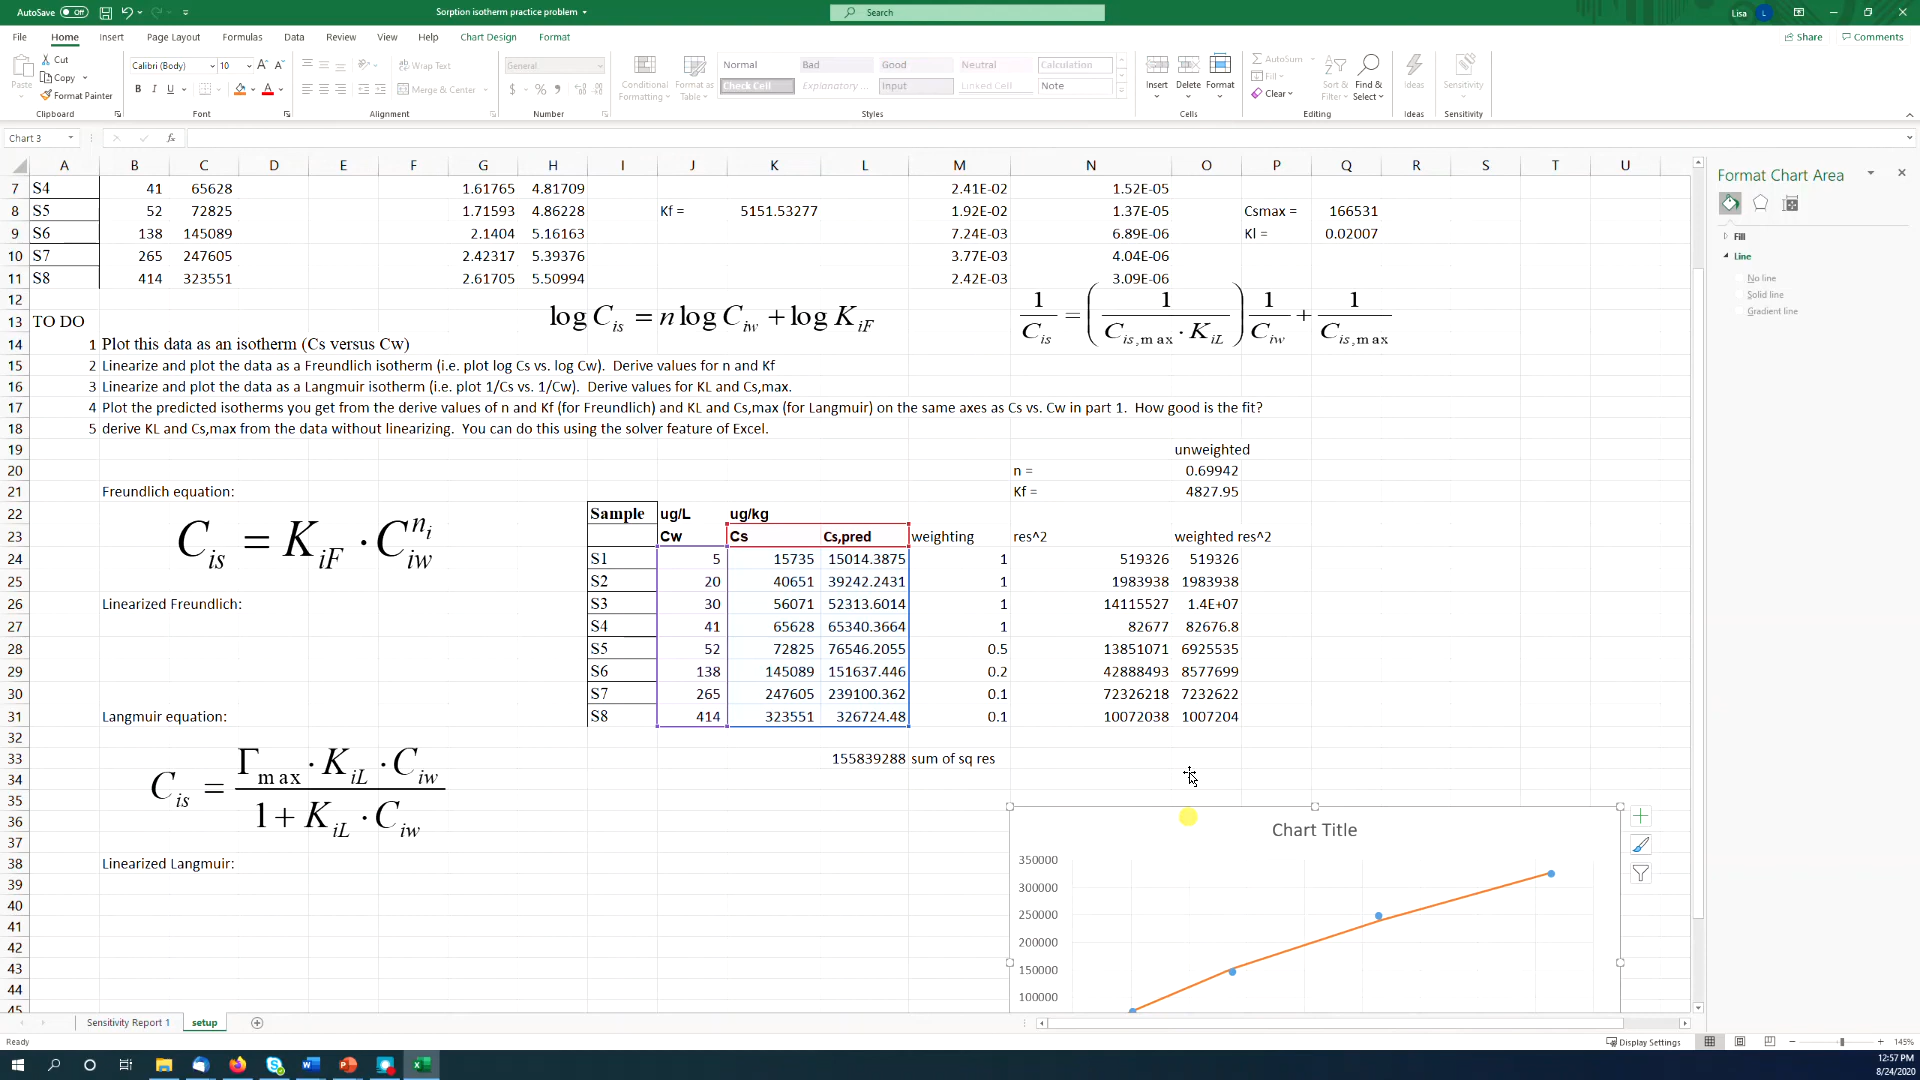 AutoSave Off Sorption isotherm practice problem Search Lisa L
File Home Insert Page Layout Formulas Data Review View Help Chart Design Format Share Comments
Paste Cut Copy Format Painter Clipboard
Calibri (Body) 10 B I U A Font
Wrap Text Merge & Center Alignment
General $ % Number
Conditional Formatting Format as Table
Normal Bad Good Neutral Calculation
Check Cell Explanatory ... Input Linked Cell Note
Styles
Insert Delete Format Cells
AutoSum Fill Clear Sort & Filter Find & Select Editing
Ideas Ideas
Sensitivity Sensitivity
Chart 3 fx
A B C D E F G H I J K L M N O P Q R S T U
7 S4 41 65628 1.61765 4.81709 2.41E-02 1.52E-05
8 S5 52 72825 1.71593 4.86228 Kf = 5151.53277 1.92E-02 1.37E-05 Csmax = 166531
9 S6 138 145089 2.1404 5.16163 7.24E-03 6.89E-06 Kl = 0.02007
10 S7 265 247605 2.42317 5.39376 3.77E-03 4.04E-06
11 S8 414 323551 2.61705 5.50994 2.42E-03 3.09E-06
12
13 TO DO
log C_is = n log C_iw + log K_iF
1/C_is = (1/(C_is,max · K_iL)) 1/C_iw + 1/C_is,max
14 1 Plot this data as an isotherm (Cs versus Cw)
15 2 Linearize and plot the data as a Freundlich isotherm (i.e. plot log Cs vs. log Cw). Derive values for n and Kf
16 3 Linearize and plot the data as a Langmuir isotherm (i.e. plot 1/Cs vs. 1/Cw). Derive values for KL and Cs,max.
17 4 Plot the predicted isotherms you get from the derive values of n and Kf (for Freundlich) and KL and Cs,max (for Langmuir) on the same axes as Cs vs. Cw in part 1. How good is the fit?
18 5 derive KL and Cs,max from the data without linearizing. You can do this using the solver feature of Excel.
19 unweighted
20 n = 0.69942
21 Freundlich equation: Kf = 4827.95
C_is = K_iF · C_iw^n_i
22 Sample ug/L ug/kg
23 Cw Cs Cs,pred weighting res^2 weighted res^2
24 S1 5 15735 15014.3875 1 519326 519326
25 S2 20 40651 39242.2431 1 1983938 1983938
26 Linearized Freundlich: S3 30 56071 52313.6014 1 14115527 1.4E+07
27 S4 41 65628 65340.3664 1 82677 82676.8
28 S5 52 72825 76546.2055 0.5 13851071 6925535
29 S6 138 145089 151637.446 0.2 42888493 8577699
30 S7 265 247605 239100.362 0.1 72326218 7232622
31 Langmuir equation: S8 414 323551 326724.48 0.1 10072038 1007204
32
33 155839288 sum of sq res
C_is = (Γ_max · K_iL · C_iw) / (1 + K_iL · C_iw)
34
35
36
37
38 Linearized Langmuir:
39
40
41
42
43
44
45
Chart Title
350000
300000
250000
200000
150000
100000
Format Chart Area
Fill
Line
No line
Solid line
Gradient line
Sensitivity Report 1 setup
Ready Display Settings 145%
12:57 PM
8/24/2020